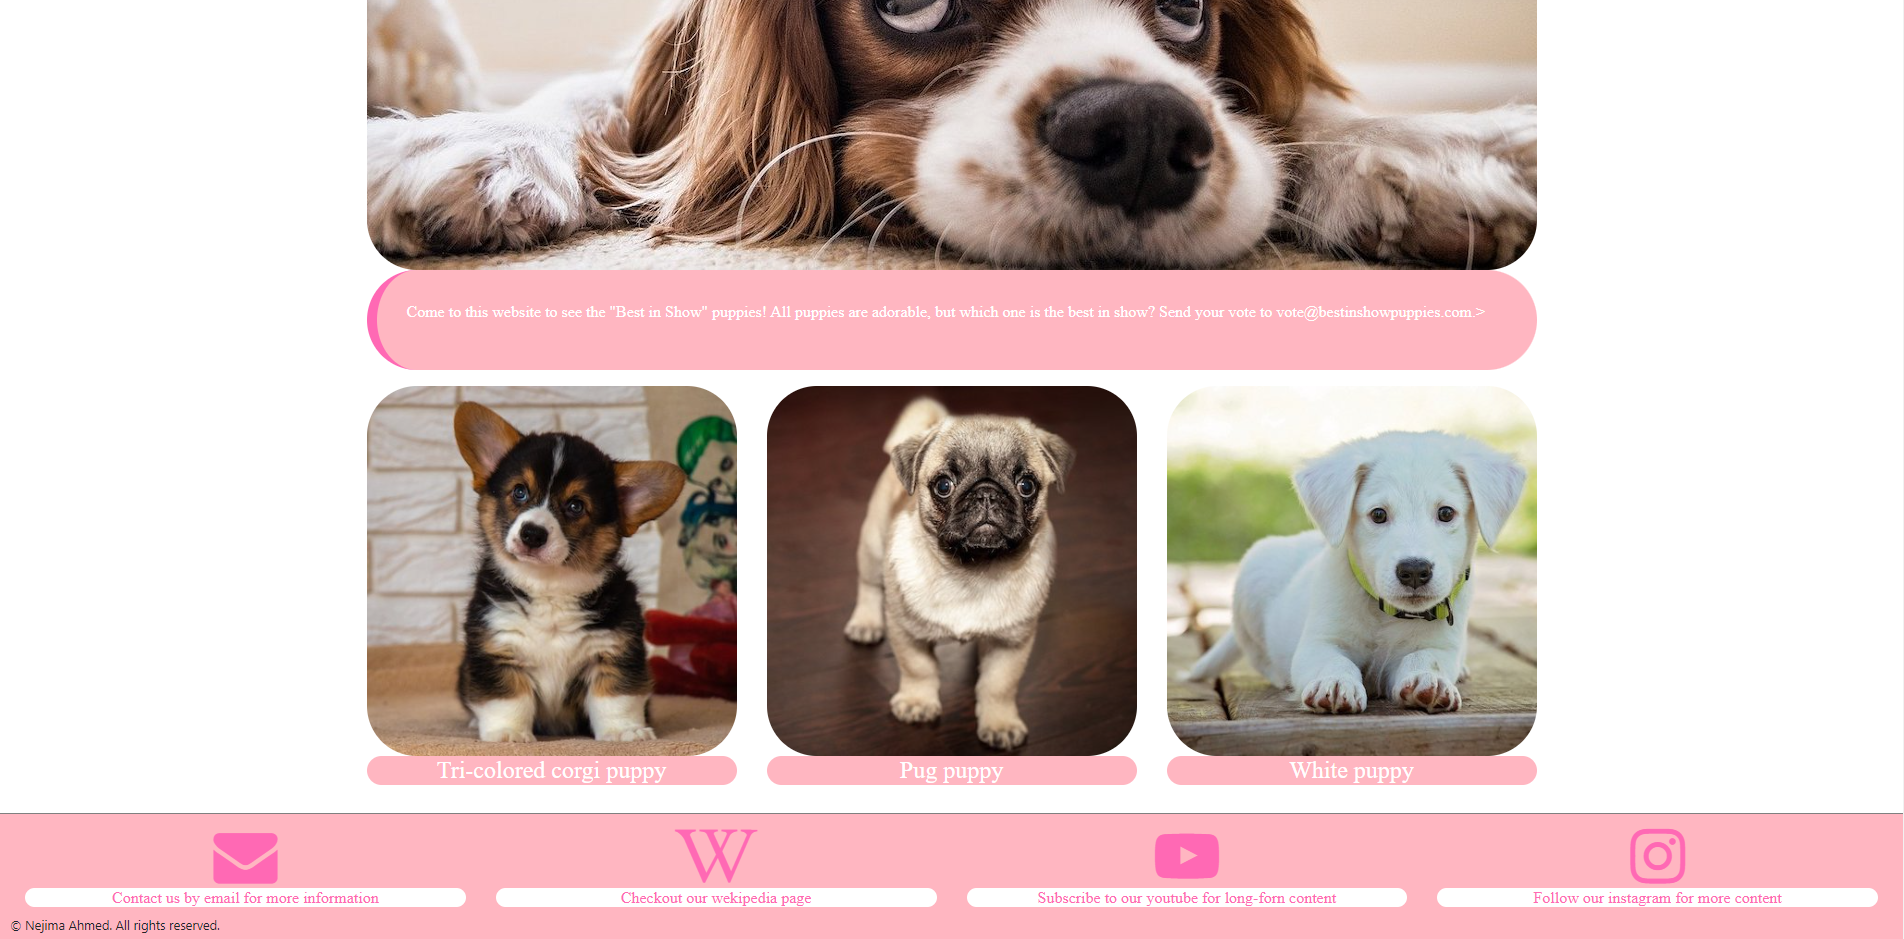 Come to this website to see the "Best in Show" puppies! All puppies are adorable, but which one is the best in show? Send your vote to vote@bestinshowpuppies.com.>
Tri-colored corgi puppy
Pug puppy
White puppy
W
Contact us by email for more information
Checkout our wekipedia page
Subscribe to our youtube for long-forn content
Follow our instagram for more content
© Nejima Ahmed. All rights reserved.